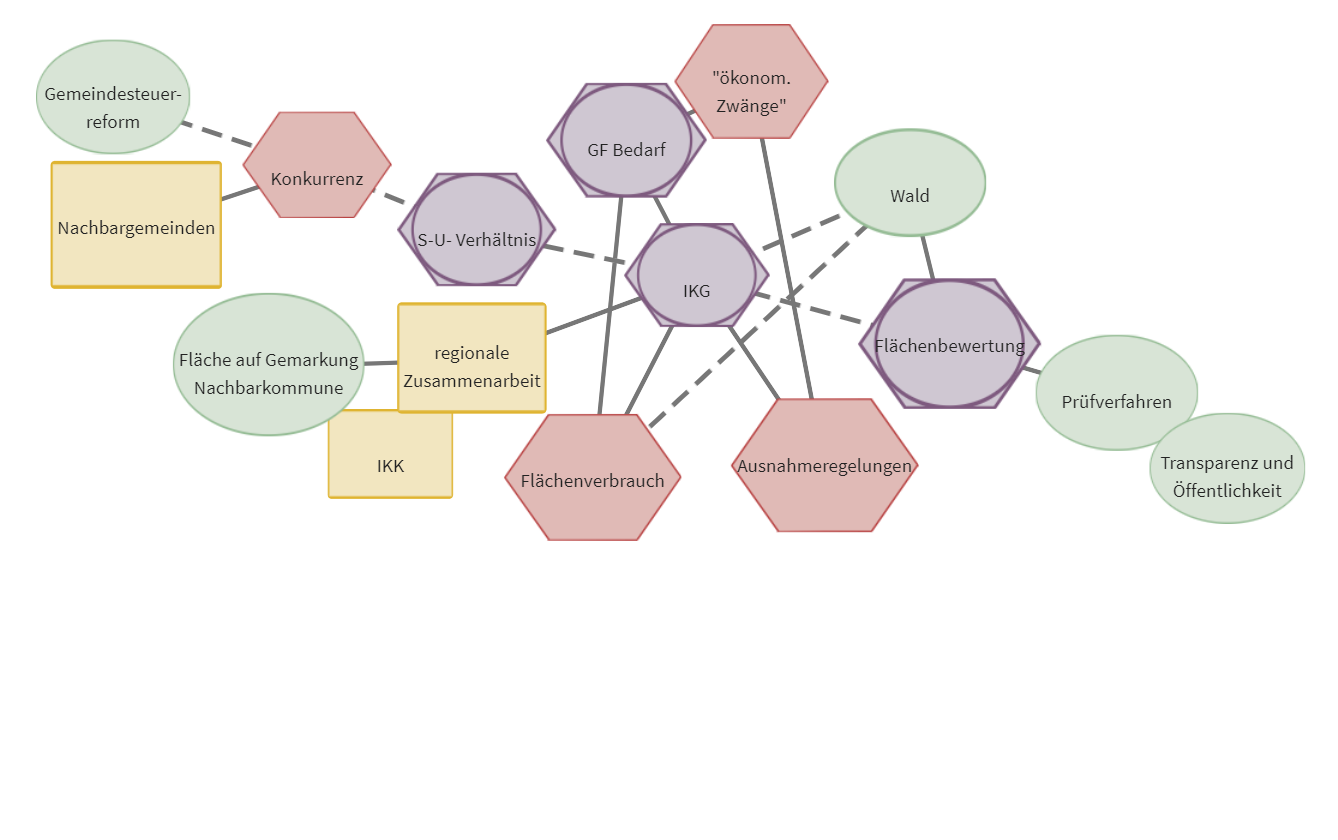 Gemeindesteuer-
reform
Nachbargemeinden
Konkurrenz
S-U- Verhältnis
GF Bedarf
"ökonom.
Zwänge"
IKG
Wald
Flächenbewertung
Fläche auf Gemarkung
Nachbarkommune
regionale
Zusammenarbeit
IKK
Flächenverbrauch
Ausnahmeregelungen
Prüfverfahren
Transparenz und
Öffentlichkeit